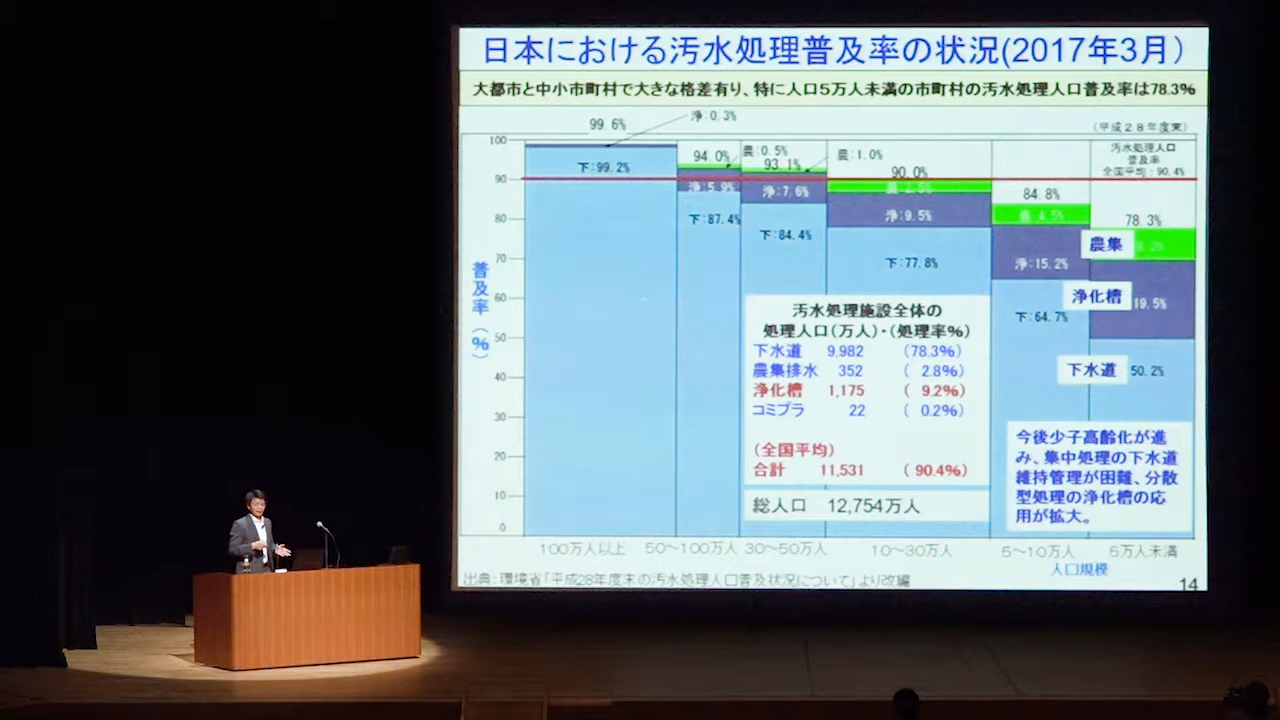 日本における汚水処理普及率の状況(2017年3月)
大都市と中小市町村で大きな格差有り、特に人口5万人未満の市町村の汚水処理人口普及率は78.3%
(平成28年度末)
汚水処理人口
普及率
全国平均:90.4%
99.6%
浄:0.3%
下:99.2%
94.0%
農:0.5%
浄:5.9%
下:87.4%
93.1%
農:1.0%
浄:7.6%
下:84.4%
90.0%
浄:9.5%
下:77.8%
84.8%
農:4.5%
浄:15.2%
下:64.7%
78.3%
農集
浄化槽
19.5%
下水道
50.2%
普及率(%)
100
90
80
70
60
50
40
30
20
10
0
汚水処理施設全体の
処理人口(万人)・(処理率%)
下水道 9,982 (78.3%)
農集排水 352 ( 2.8%)
浄化槽 1,175 ( 9.2%)
コミプラ 22 ( 0.2%)
(全国平均)
合計 11,531 ( 90.4%)
総人口 12,754万人
今後少子高齢化が進
み、集中処理の下水道
維持管理が困難、分散
型処理の浄化槽の応
用が拡大。
100万人以上
50~100万人
30~50万人
10~30万人
5~10万人
5万人未満
人口規模
出典:環境省「平成28年度末の汚水処理人口普及状況について」より改編
14